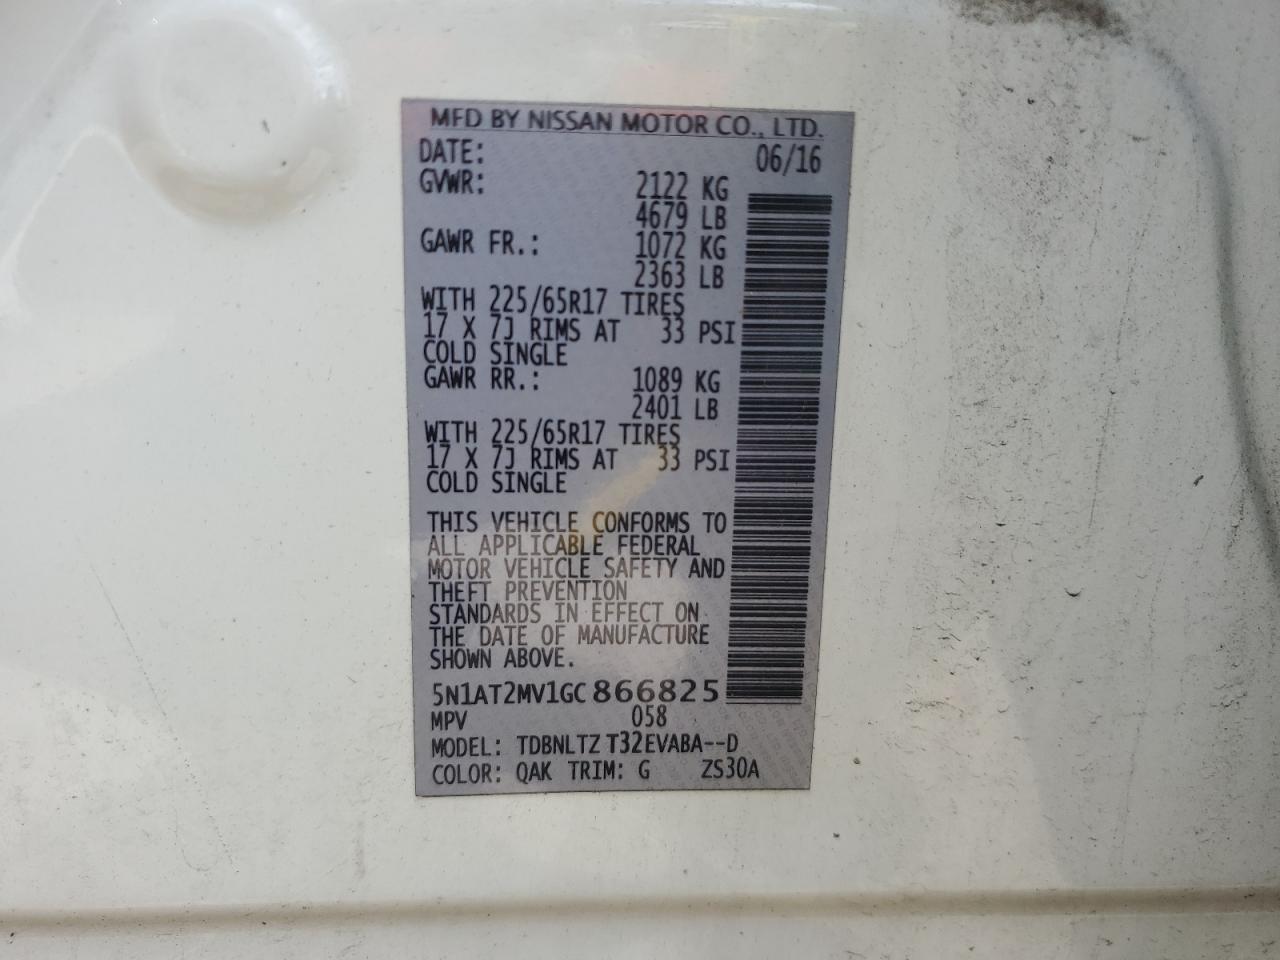 MFD BY NISSAN MOTOR CO., LTD.
DATE: 06/16
GVWR: 2122 KG
4679 LB
GAWR FR.: 1072 KG
2363 LB
WITH 225/65R17 TIRES
17 X 7J RIMS AT 33 PSI
COLD SINGLE
GAWR RR.: 1089 KG
2401 LB
WITH 225/65R17 TIRES
17 X 7J RIMS AT 33 PSI
COLD SINGLE
THIS VEHICLE CONFORMS TO
ALL APPLICABLE FEDERAL
MOTOR VEHICLE SAFETY AND
THEFT PREVENTION
STANDARDS IN EFFECT ON
THE DATE OF MANUFACTURE
SHOWN ABOVE.
5N1AT2MV1GC866825
MPV 058
MODEL: TDBNLTZ T32EVABA--D
COLOR: QAK TRIM: G ZS30A